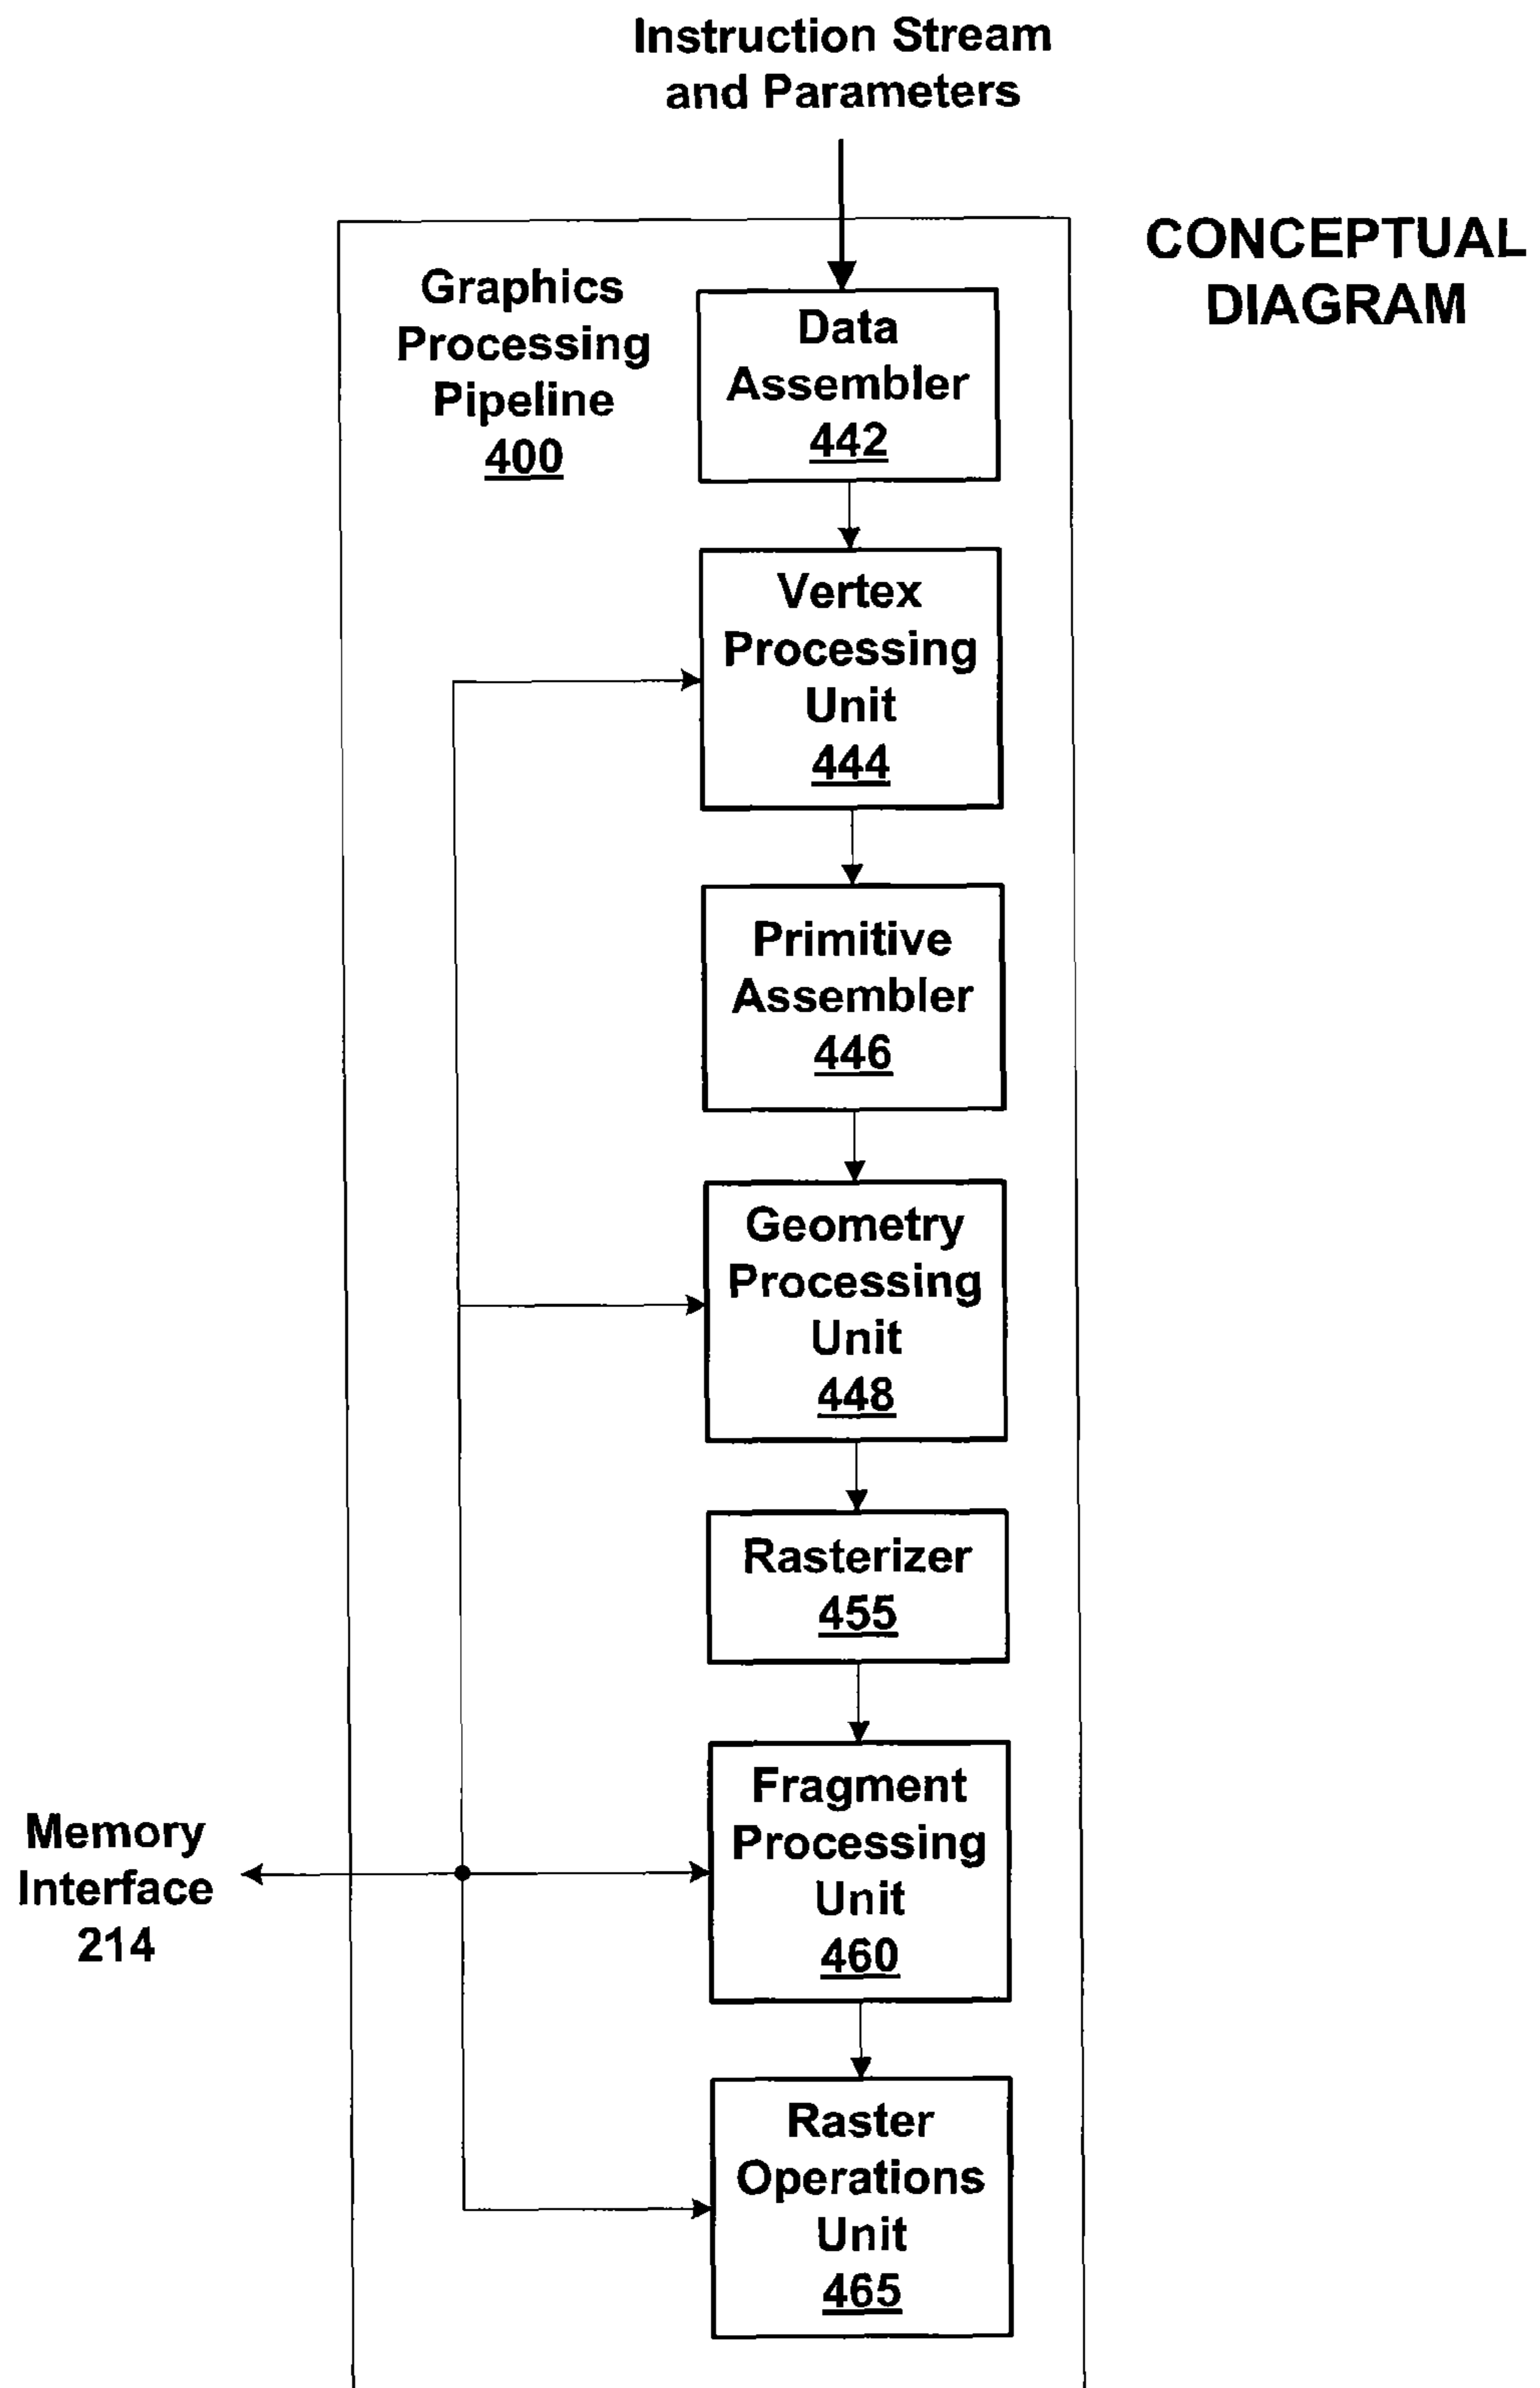 Instruction Stream
and Parameters
CONCEPTUAL
DIAGRAM
Graphics
Processing
Pipeline
400
Data
Assembler
442
Vertex
Processing
Unit
444
Primitive
Assembler
446
Geometry
Processing
Unit
448
Rasterizer
455
Fragment
Processing
Unit
460
Memory
Interface
214
Raster
Operations
Unit
465